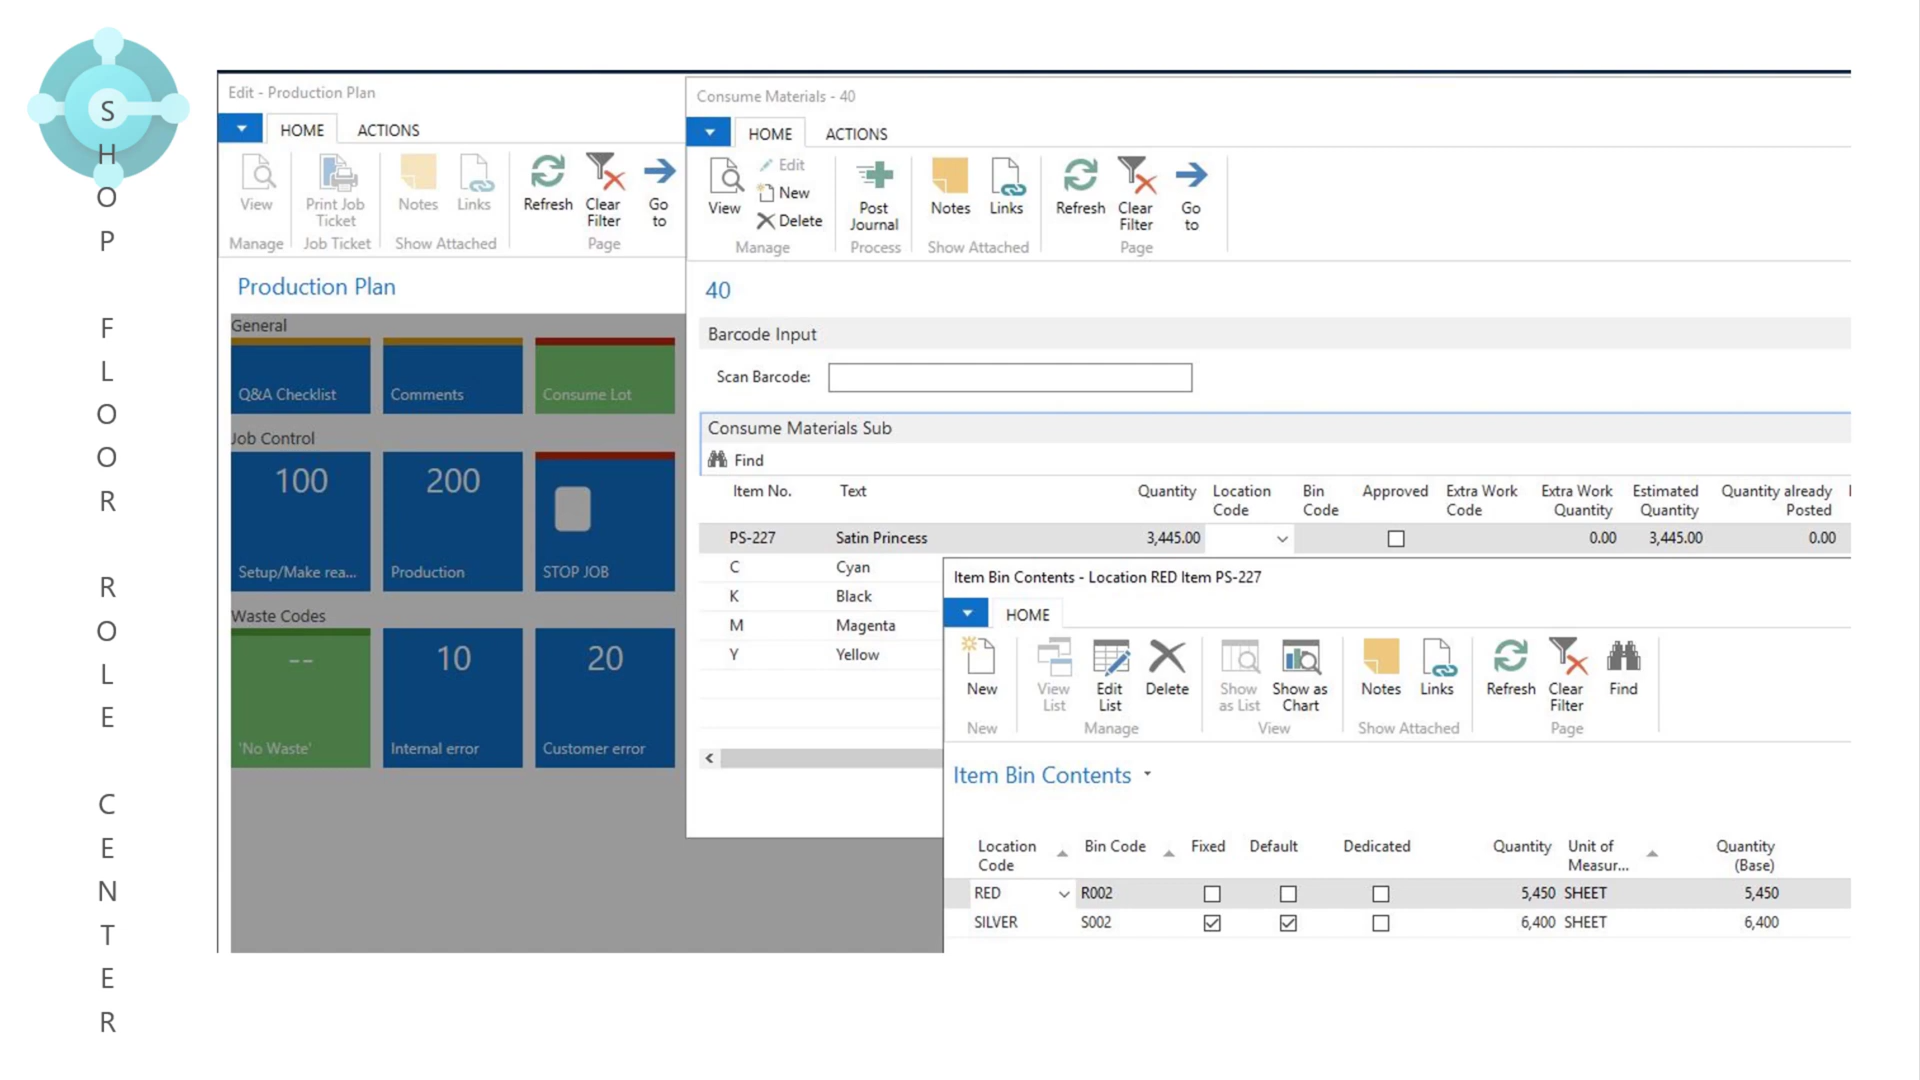 SHOP FLOOR ROLE CENTER
Edit - Production Plan
HOME ACTIONS
View
Print Job Ticket
Notes
Links
Refresh
Clear Filter
Go to
Manage
Job Ticket
Show Attached
Page
Production Plan
General
Q&A Checklist
Comments
Consume Lot
Job Control
100
Setup/Make rea...
200
Production
STOP JOB
Waste Codes
--
'No Waste'
10
Internal error
20
Customer error
Consume Materials - 40
HOME ACTIONS
View
Edit
New
Delete
Post Journal
Notes
Links
Refresh
Clear Filter
Go to
Manage
Process
Show Attached
Page
40
Barcode Input
Scan Barcode:
Consume Materials Sub
Find
Item No. Text Quantity Location Code Bin Code Approved Extra Work Code Extra Work Quantity Estimated Quantity Quantity already Posted
PS-227 Satin Princess 3,445.00 0.00 3,445.00 0.00
C Cyan
K Black
M Magenta
Y Yellow
Item Bin Contents - Location RED Item PS-227
HOME
New
View List
Edit List
Delete
Show as List
Show as Chart
Notes
Links
Refresh
Clear Filter
Find
New
Manage
View
Show Attached
Page
Item Bin Contents
Location Code Bin Code Fixed Default Dedicated Quantity Unit of Measur... Quantity (Base)
RED R002 5,450 SHEET 5,450
SILVER S002 6,400 SHEET 6,400